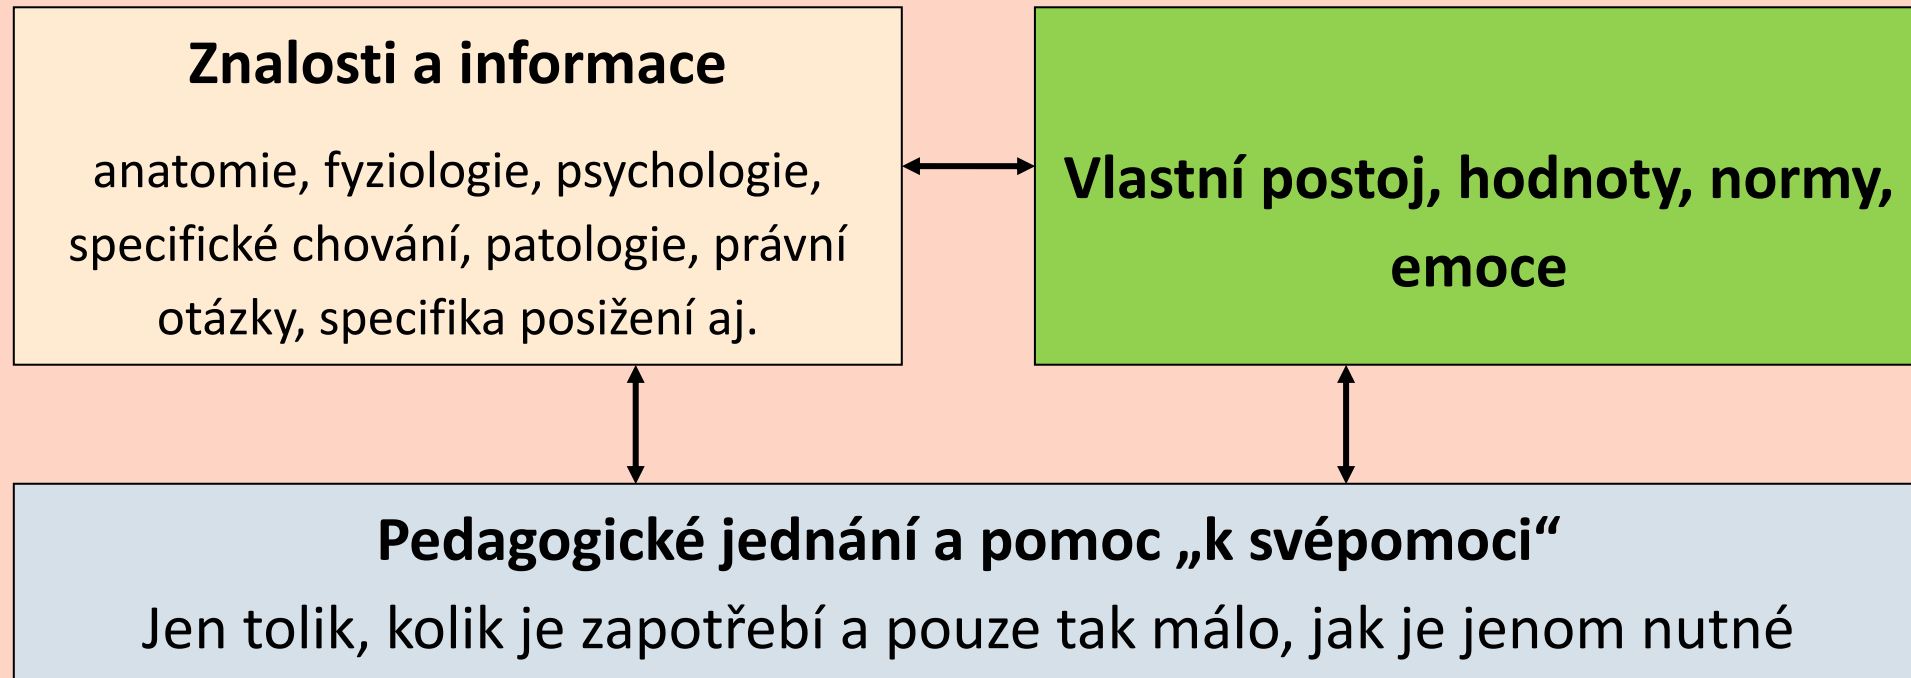 Znalosti a informace
anatomie, fyziologie, psychologie,
specifické chování, patologie, právní
otázky, specifika posižení aj.
Vlastní postoj, hodnoty, normy,
emoce
Pedagogické jednání a pomoc „k svépomoci“
Jen tolik, kolik je zapotřebí a pouze tak málo, jak je jenom nutné